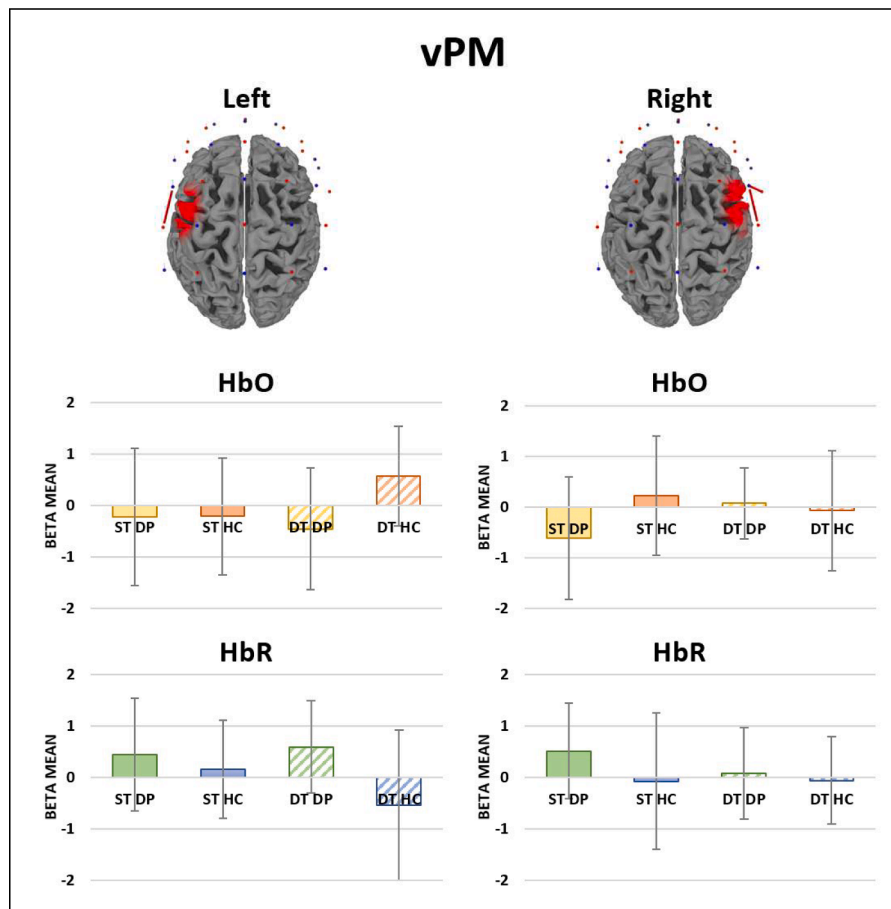 vPM
Left
Right
HbO
2
1
0
-1
-2
BETA MEAN
ST DP
ST HC
DT DP
DT HC
HbO
2
1
0
-1
-2
BETA MEAN
ST DP
ST HC
DT DP
DT HC
HbR
2
1
0
-1
-2
BETA MEAN
ST DP
ST HC
DT DP
DT HC
HbR
2
1
0
-1
-2
BETA MEAN
ST DP
ST HC
DT DP
DT HC